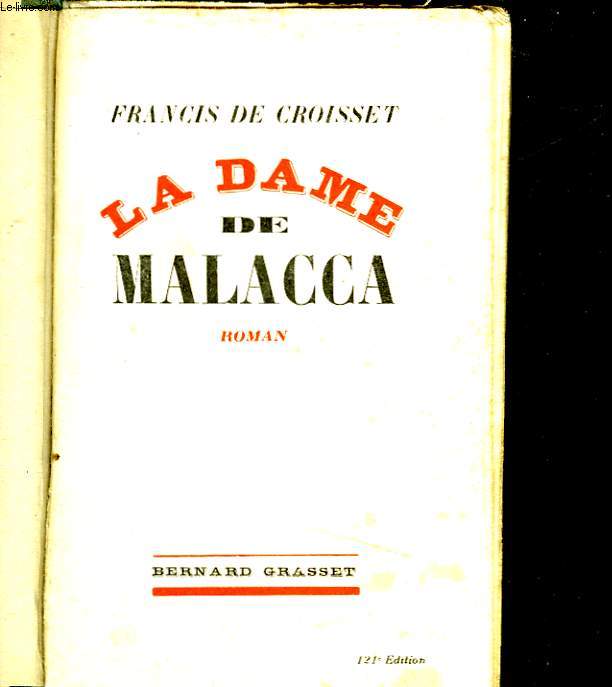 Le-livre.com
FRANCIS DE CROISSET
LA DAME
DE
MALACCA
ROMAN
BERNARD GRASSET
121e Edition